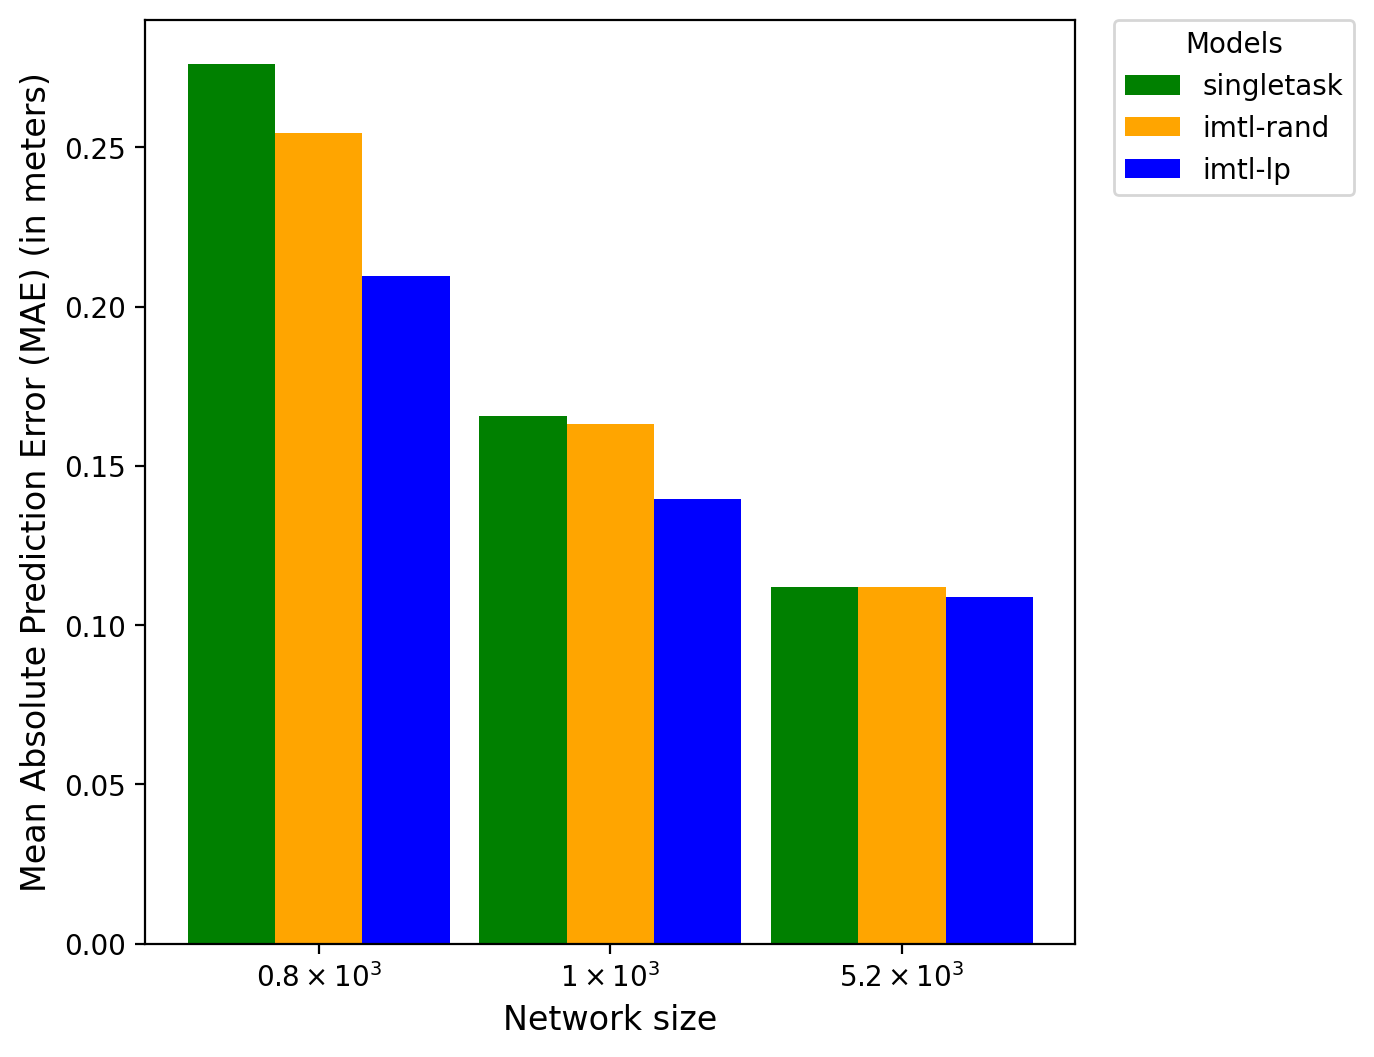 Mean Absolute Prediction Error (MAE) (in meters)
0.25
0.20
0.15
0.10
0.05
0.00
0.8 × 10³
1 × 10³
5.2 × 10³
Network size
Models
singletask
imtl-rand
imtl-lp